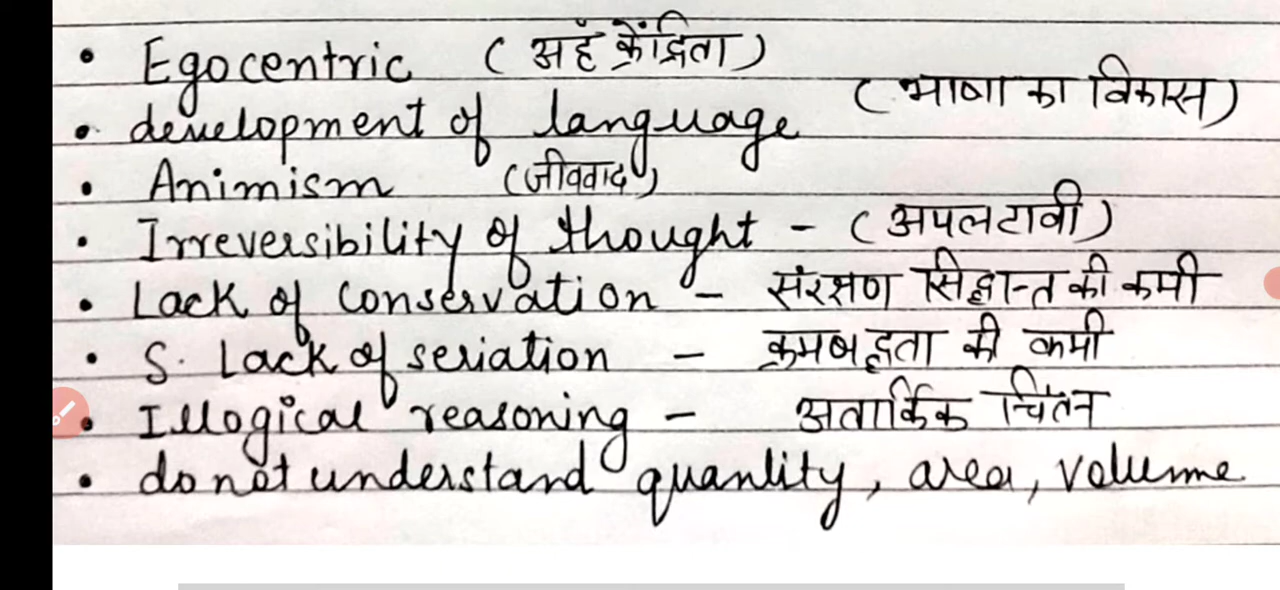 • Egocentric ( अहं केंद्रिता )
• development of language ( भाषा का विकास )
• Animism (जीववाद)
• Irreversibility of thought - ( अपलटावी )
• Lack of conservation - संरक्षण सिद्धान्त की कमी
• S. Lack of seriation - क्रमबद्धता की कमी
• Illogical reasoning - अतार्किक चिंतन
• do not understand quantity, area, volume